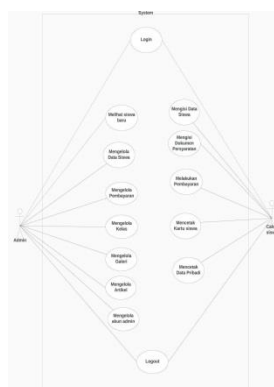 System
Login
Melihat siswa
baru
Mengelola
Data Siswa
Mengelola
Pembayaran
Mengelola
Kelas
Mengelola
Galeri
Mengelola
Artikel
Mengelola
akun admin
Mengisi Data
Siswa
Mengisi
Dokumen
Persyaratan
Melakukan
Pembayaran
Mencetak
Kartu siswa
Mencetak
Data Pribadi
Admin
Logout